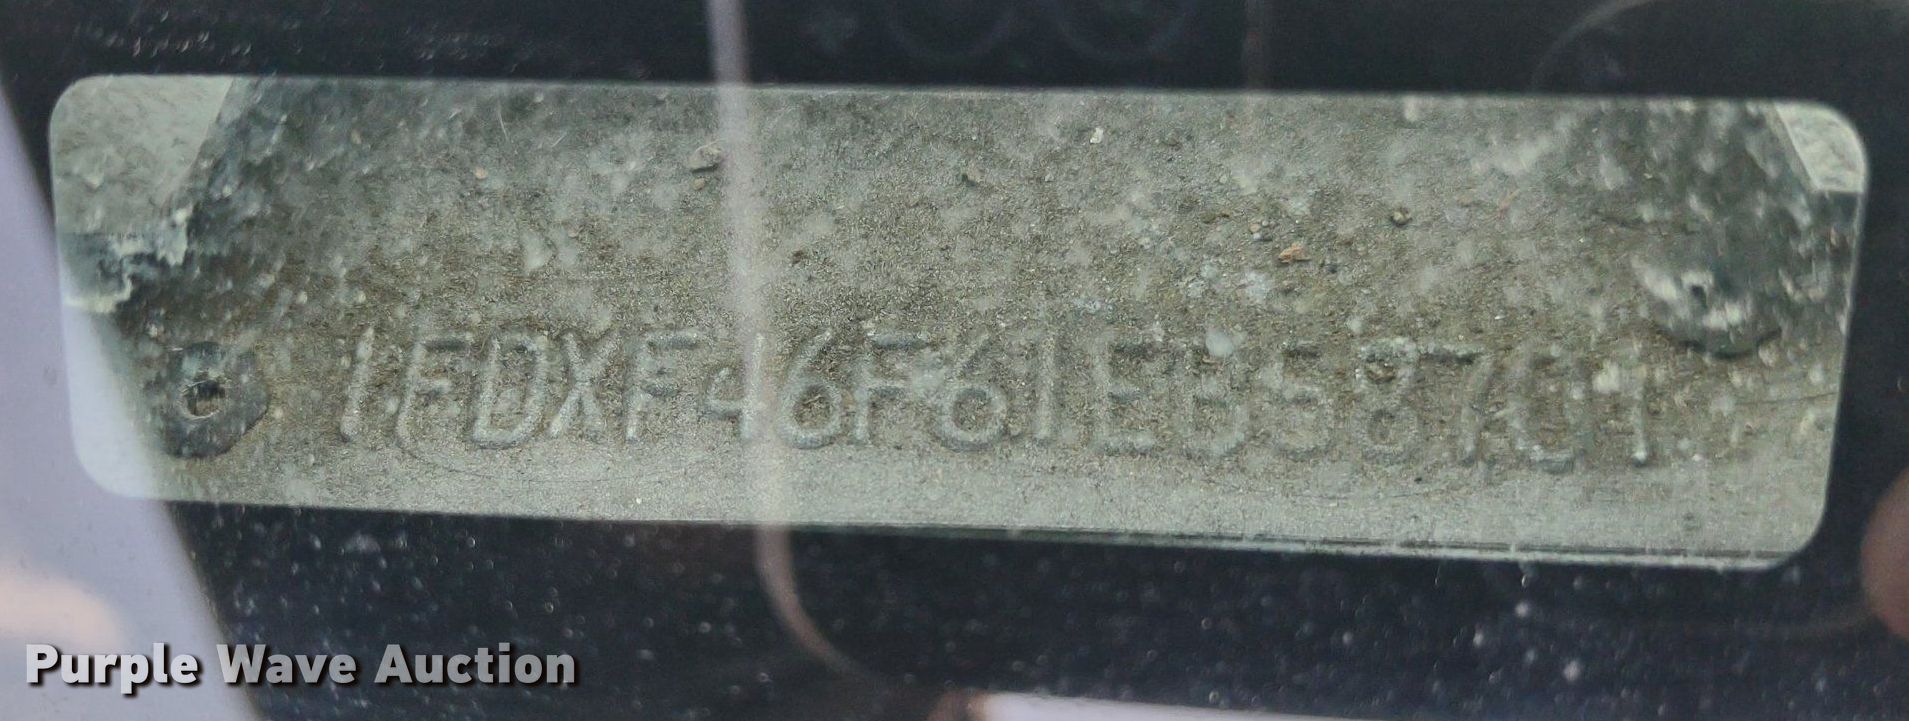 1FDXF46F61EB58701
Purple Wave Auction